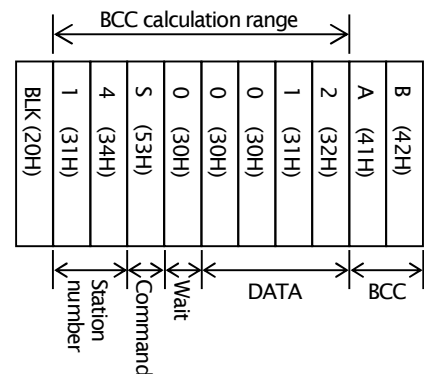 BCC calculation range
BLK (20H)
1 (31H)
4 (34H)
S (53H)
0 (30H)
0 (30H)
0 (30H)
1 (31H)
2 (32H)
A (41H)
B (42H)
Station
number
Command
Wait
DATA
BCC